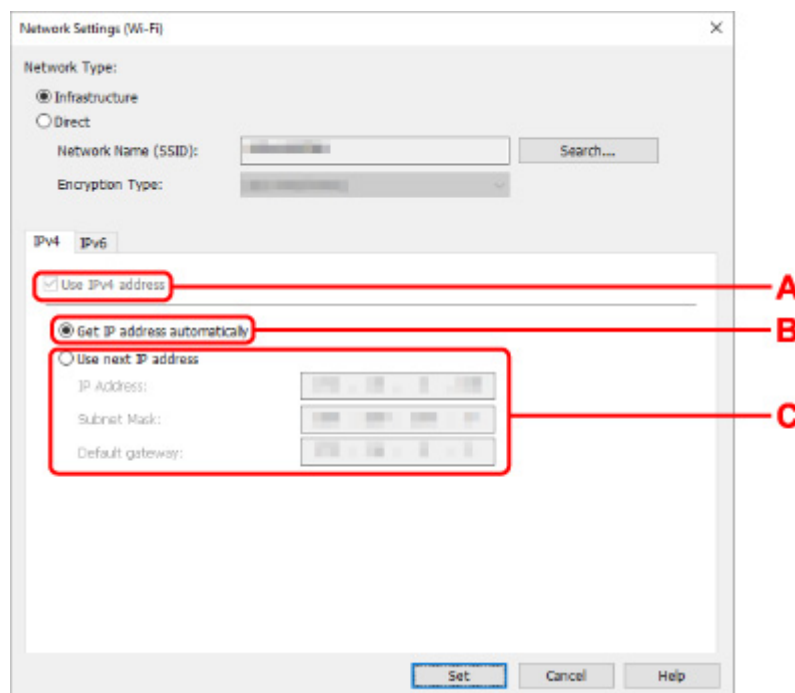 Network Settings (Wi-Fi)
Network Type:
Infrastructure
Direct
Network Name (SSID):
Search...
Encryption Type:
IPv4 IPv6
Use IPv4 address
A
Get IP address automatically
B
Use next IP address
IP Address:
Subnet Mask:
C
Default gateway:
Set Cancel Help